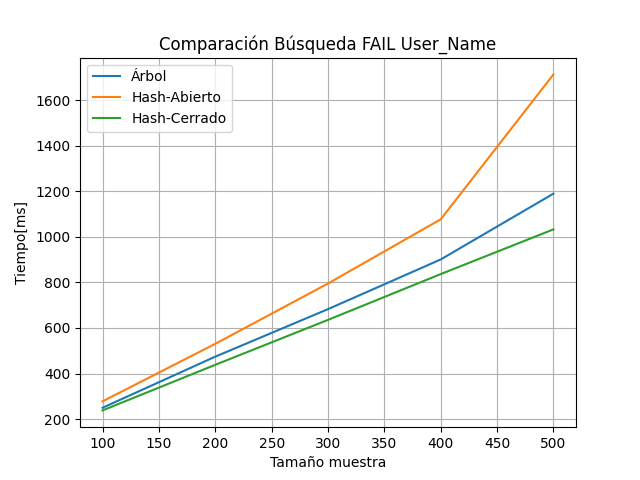 Comparación Búsqueda FAIL User_Name
Árbol
Hash-Abierto
Hash-Cerrado
Tiempo[ms]
1600
1400
1200
1000
800
600
400
200
100
150
200
250
300
350
400
450
500
Tamaño muestra